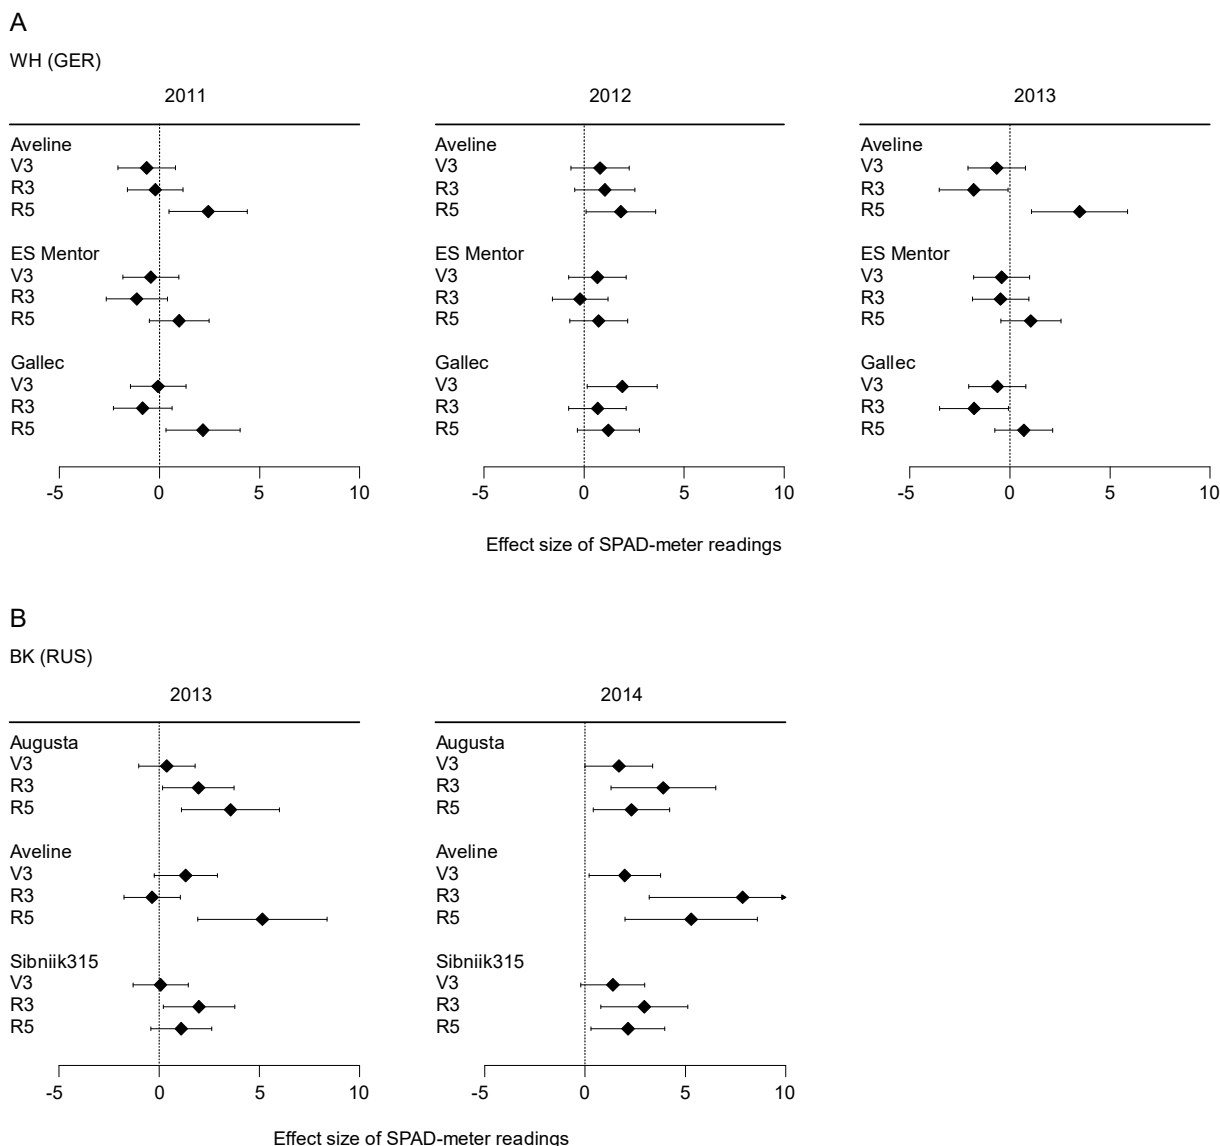 A
WH (GER)
2011 2012 2013
Aveline Aveline Aveline
V3 V3 V3
R3 R3 R3
R5 R5 R5
ES Mentor ES Mentor ES Mentor
V3 V3 V3
R3 R3 R3
R5 R5 R5
Gallec Gallec Gallec
V3 V3 V3
R3 R3 R3
R5 R5 R5
-5 0 5 10 -5 0 5 10 -5 0 5 10
Effect size of SPAD-meter readings
B
BK (RUS)
2013 2014
Augusta Augusta
V3 V3
R3 R3
R5 R5
Aveline Aveline
V3 V3
R3 R3
R5 R5
Sibniik315 Sibniik315
V3 V3
R3 R3
R5 R5
-5 0 5 10 -5 0 5 10
Effect size of SPAD-meter readings